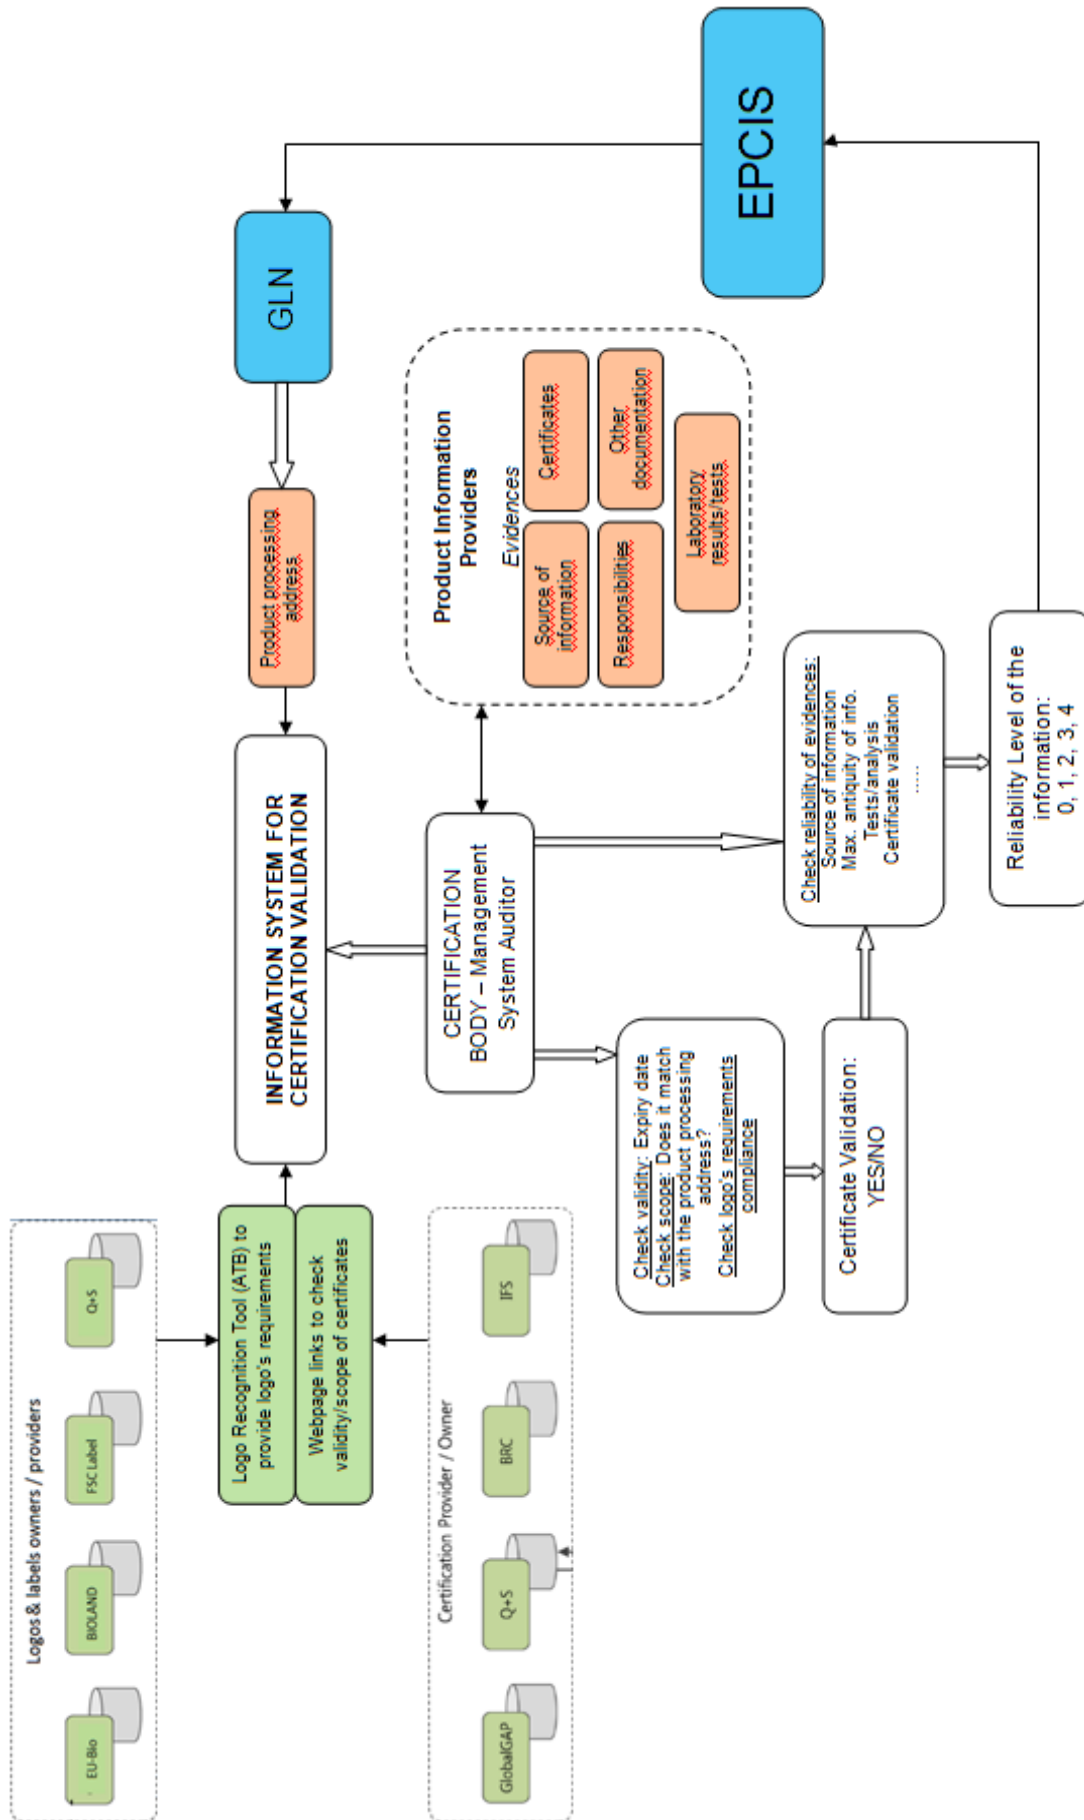 Logos & labels owners / providers
EU-Bio
BIOLAND
FSC Label
Q+S
Logo Recognition Tool (ATB) to
provide logo's requirements
Webpage links to check
validity/scope of certificates
Certification Provider / Owner
GlobalGAP
Q+S
BRC
IFS
INFORMATION SYSTEM FOR
CERTIFICATION VALIDATION
Product processing
address
GLN
CERTIFICATION
BODY – Management
System Auditor
Product Information
Providers
Evidences
Source of
information
Certificates
Responsibilities
Other
documentation
Laboratory
results/tests
EPCIS
Check validity: Expiry date
Check scope: Does it match
with the product processing
address?
Check logo's requirements
compliance
Certificate Validation:
YES/NO
Check reliability of evidences:
Source of information
Max. antiquity of info.
Tests/analysis
Certificate validation
.....
Reliability Level of the
information:
0, 1, 2, 3, 4